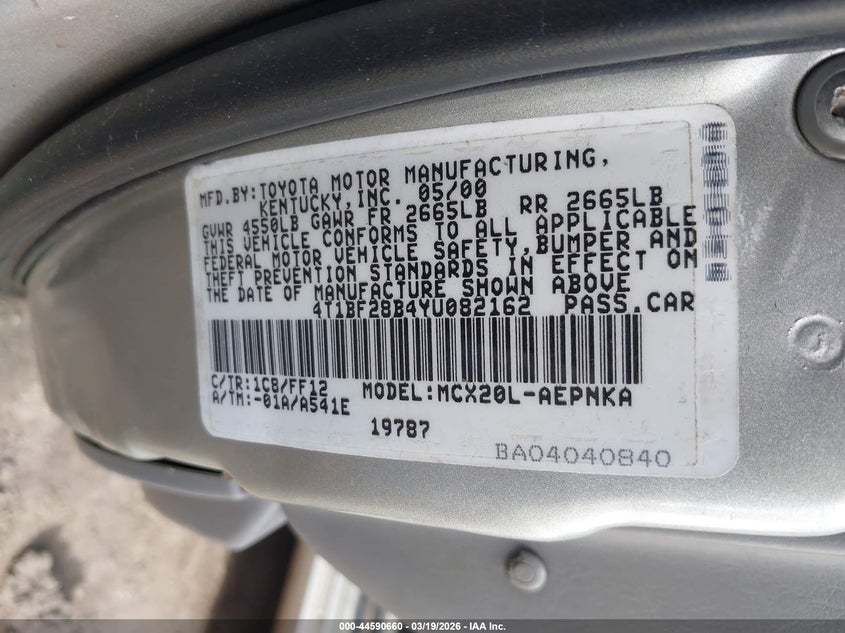 MFD.BY:TOYOTA MOTOR MANUFACTURING,
KENTUCKY,INC. 05/00
GVWR 4550LB GAWR FR 2665LB RR 2665LB
THIS VEHICLE CONFORMS TO ALL APPLICABLE
FEDERAL MOTOR VEHICLE SAFETY,BUMPER AND
THEFT PREVENTION STANDARDS IN EFFECT ON
THE DATE OF MANUFACTURE SHOWN ABOVE
4T1BF28B4YU082162 PASS.CAR
C/TR:1C8/FF12 MODEL:MCX20L-AEPNKA
A/TM:-01A/A541E
19787
BA04040840
000-44590660 - 03/19/2026 - IAA Inc.